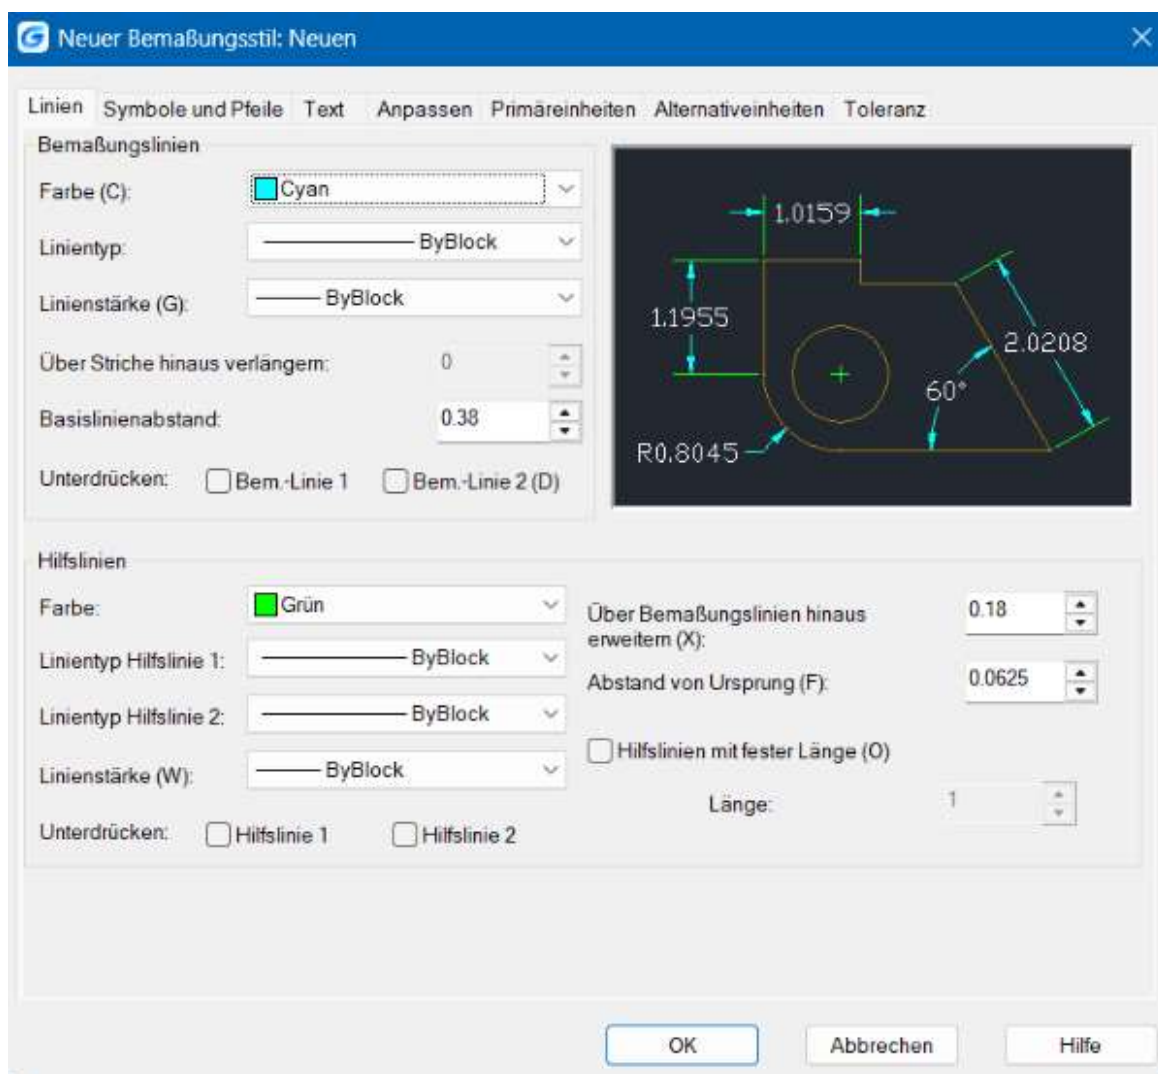 Neuer Bemaßungsstil: Neuen
Linien Symbole und Pfeile Text Anpassen Primäreinheiten Alternativeinheiten Toleranz
Bemaßungslinien
Farbe (C): Cyan
Linientyp: ByBlock
Linienstärke (G): ByBlock
Über Striche hinaus verlängern: 0
Basislinienabstand: 0.38
Unterdrücken: Bem.-Linie 1 Bem.-Linie 2 (D)
1.0159
1.1955
2.0208
60°
R0.8045
Hilfslinien
Farbe: Grün
Linientyp Hilfslinie 1: ByBlock
Linientyp Hilfslinie 2: ByBlock
Linienstärke (W): ByBlock
Unterdrücken: Hilfslinie 1 Hilfslinie 2
Über Bemaßungslinien hinaus
erweitern (X): 0.18
Abstand von Ursprung (F): 0.0625
Hilfslinien mit fester Länge (O)
Länge: 1
OK Abbrechen Hilfe